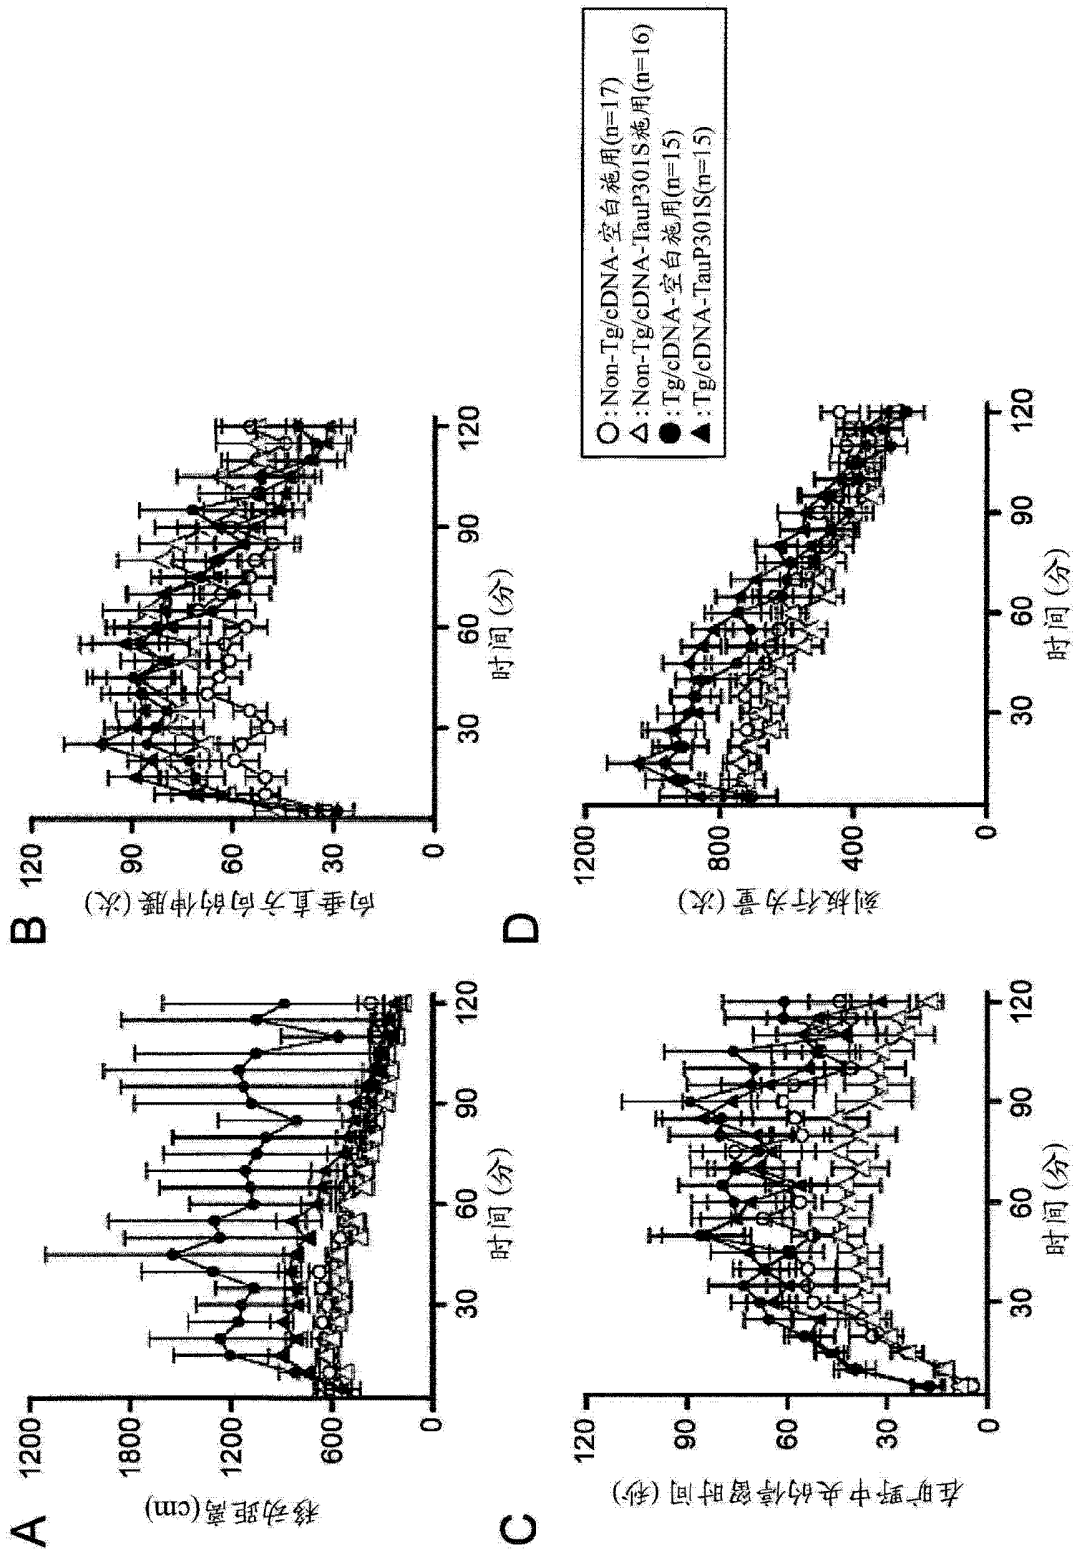 A
移动距离(cm)
1200
1800
1200
600
0
30
60
90
120
时间(分)
B
向垂直方向的伸腰(次)
120
90
60
30
0
30
60
90
120
时间(分)
C
在旷野中央的停留时间(秒)
120
90
60
30
0
30
60
90
120
时间(分)
D
刻板行为量(次)
1200
800
400
0
30
60
90
120
时间(分)
○:Non-Tg/cDNA-空白施用(n=17)
△:Non-Tg/cDNA-TauP301S施用(n=16)
●:Tg/cDNA-空白施用(n=15)
▲:Tg/cDNA-TauP301S(n=15)